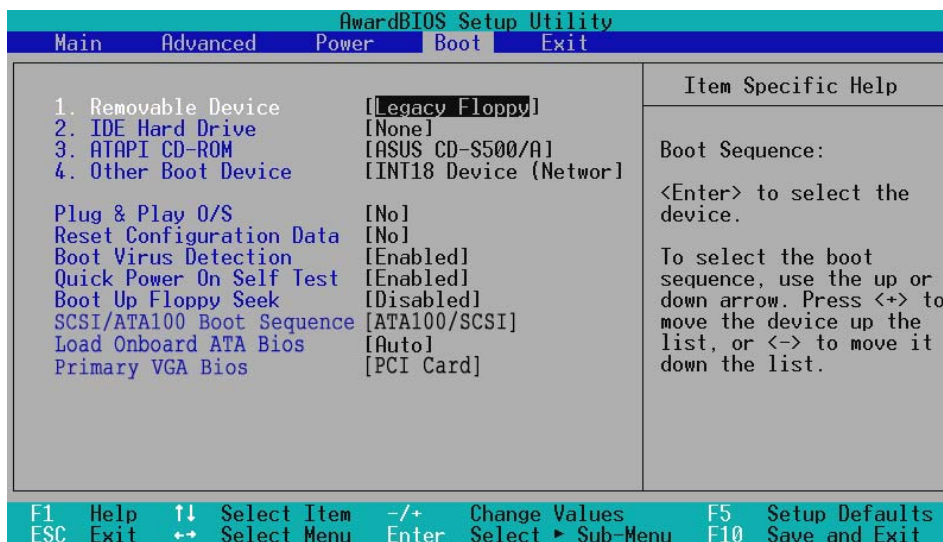 AwardBIOS Setup Utility
Main Advanced Power Boot Exit
1. Removable Device [Legacy Floppy]
2. IDE Hard Drive [None]
3. ATAPI CD-ROM [ASUS CD-S500/A]
4. Other Boot Device [INT18 Device (Networ]
Plug & Play O/S [No]
Reset Configuration Data [No]
Boot Virus Detection [Enabled]
Quick Power On Self Test [Enabled]
Boot Up Floppy Seek [Disabled]
SCSI/ATA100 Boot Sequence [ATA100/SCSI]
Load Onboard ATA Bios [Auto]
Primary VGA Bios [PCI Card]
Item Specific Help
Boot Sequence:
<Enter> to select the
device.
To select the boot
sequence, use the up or
down arrow. Press <+> to
move the device up the
list, or <-> to move it
down the list.
F1 Help ↑↓ Select Item -/+ Change Values F5 Setup Defaults
ESC Exit ←→ Select Menu Enter Select ► Sub-Menu F10 Save and Exit